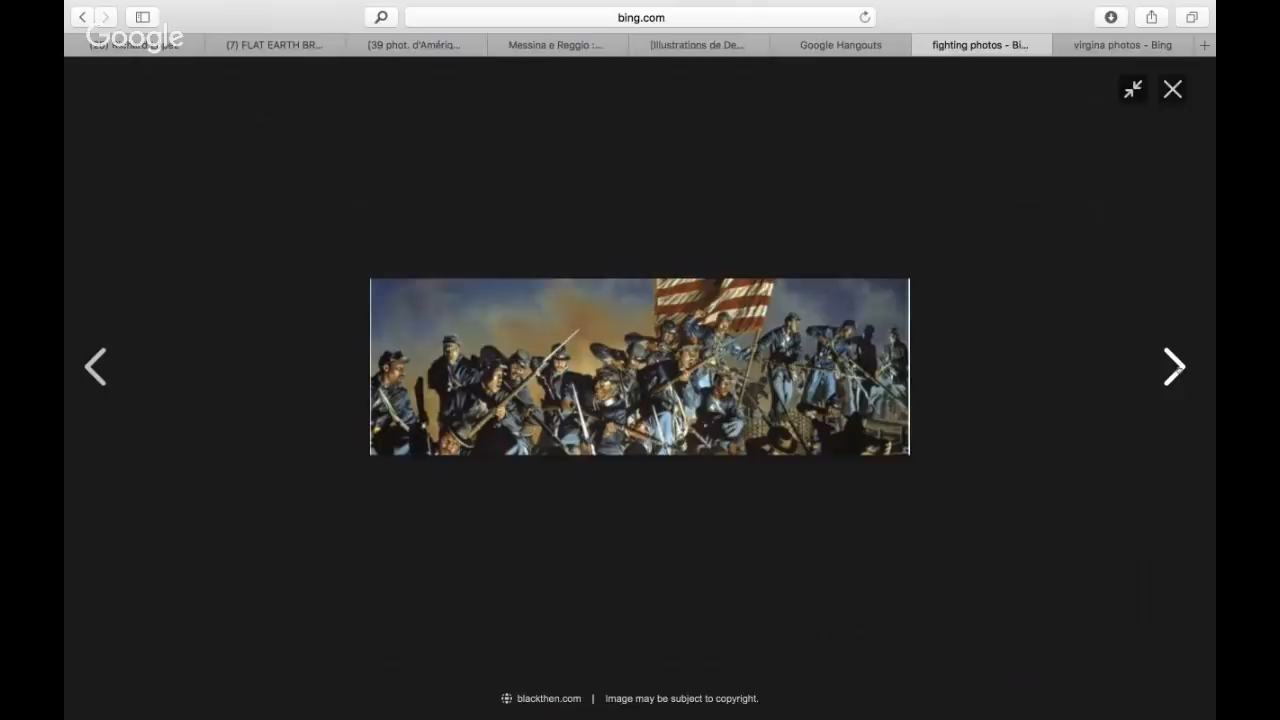 bing.com
Google
(7) FLAT EARTH BR...
[39 phot. d'Amériq...
Messina e Reggio :...
[Illustrations de De...
Google Hangouts
fighting photos - Bi...
virgina photos - Bing
blackthen.com | Image may be subject to copyright.